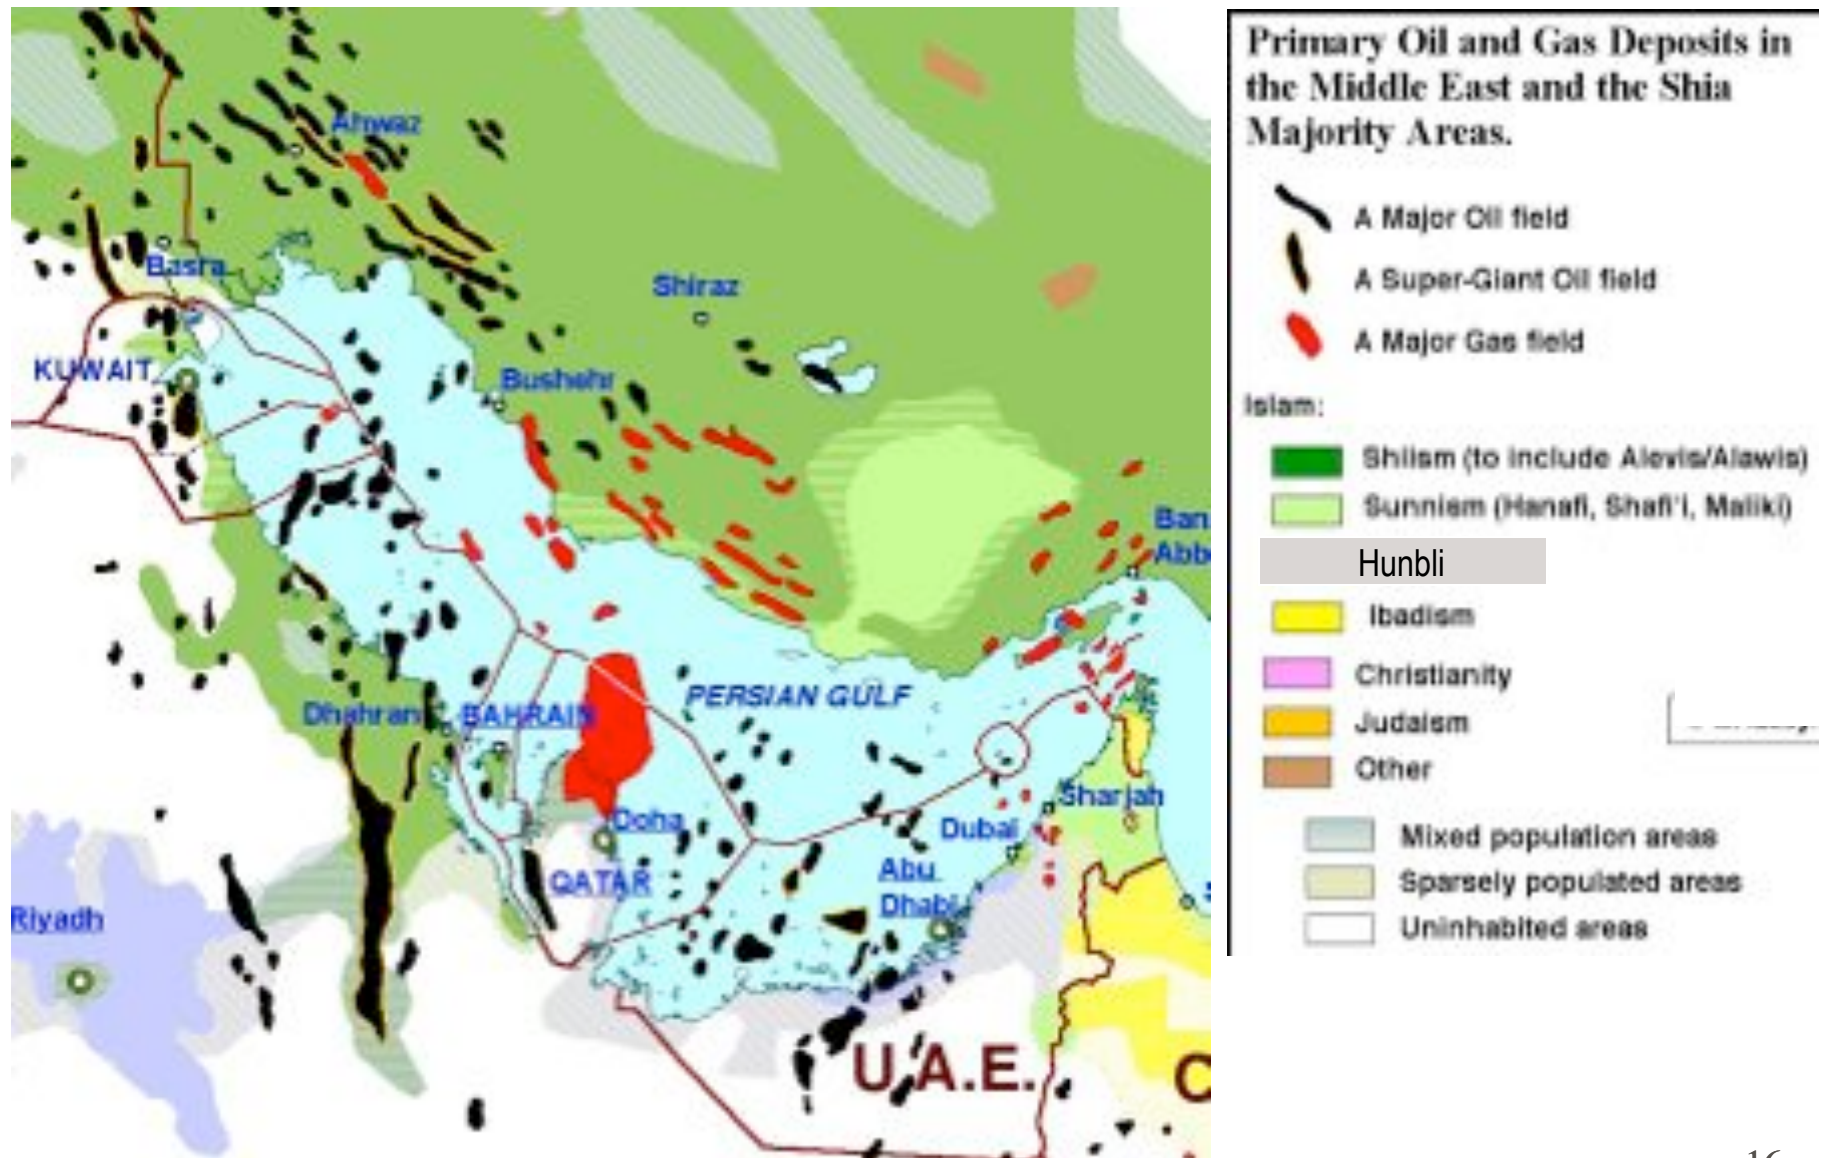 Ahwaz
Basra
Shiraz
KUWAIT
Bushehr
Ban
Abb
Dhahran
BAHRAIN
PERSIAN GULF
Doha
Sharjah
Dubai
QATAR
Abu
Dhabi
Riyadh
U.A.E.
Primary Oil and Gas Deposits in
the Middle East and the Shia
Majority Areas.
A Major Oil field
A Super-Giant Oil field
A Major Gas field
Islam:
Shiism (to include Alevis/Alawis)
Sunnism (Hanafi, Shafi'i, Maliki)
Hunbli
Ibadism
Christianity
Judaism
Other
Mixed population areas
Sparsely populated areas
Uninhabited areas